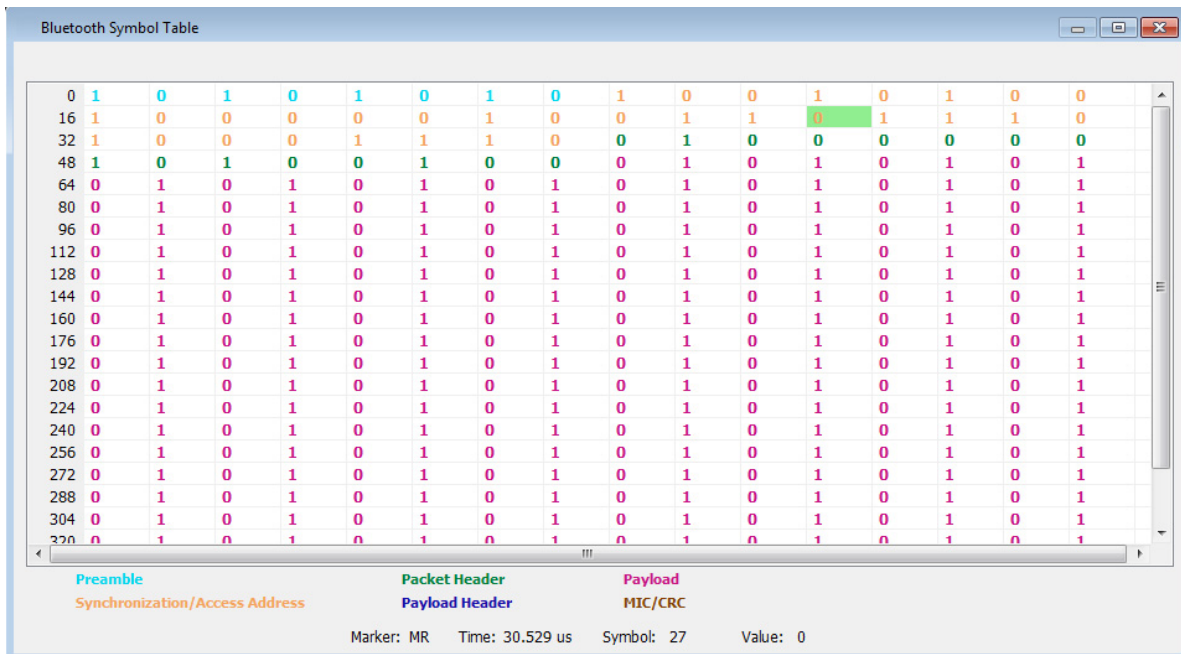 Bluetooth Symbol Table
0 1 0 1 0 1 0 1 0 1 0 0 1 0 1 0 0
16 1 0 0 0 0 0 1 0 0 1 1 0 1 1 1 0
32 1 0 0 0 1 1 1 0 0 1 0 0 0 0 0 0
48 1 0 1 0 0 1 0 0 0 1 0 1 0 1 0 1
64 0 1 0 1 0 1 0 1 0 1 0 1 0 1 0 1
80 0 1 0 1 0 1 0 1 0 1 0 1 0 1 0 1
96 0 1 0 1 0 1 0 1 0 1 0 1 0 1 0 1
112 0 1 0 1 0 1 0 1 0 1 0 1 0 1 0 1
128 0 1 0 1 0 1 0 1 0 1 0 1 0 1 0 1
144 0 1 0 1 0 1 0 1 0 1 0 1 0 1 0 1
160 0 1 0 1 0 1 0 1 0 1 0 1 0 1 0 1
176 0 1 0 1 0 1 0 1 0 1 0 1 0 1 0 1
192 0 1 0 1 0 1 0 1 0 1 0 1 0 1 0 1
208 0 1 0 1 0 1 0 1 0 1 0 1 0 1 0 1
224 0 1 0 1 0 1 0 1 0 1 0 1 0 1 0 1
240 0 1 0 1 0 1 0 1 0 1 0 1 0 1 0 1
256 0 1 0 1 0 1 0 1 0 1 0 1 0 1 0 1
272 0 1 0 1 0 1 0 1 0 1 0 1 0 1 0 1
288 0 1 0 1 0 1 0 1 0 1 0 1 0 1 0 1
304 0 1 0 1 0 1 0 1 0 1 0 1 0 1 0 1
320 0 1 0 1 0 1 0 1 0 1 0 1 0 1 0 1
Preamble Packet Header Payload
Synchronization/Access Address Payload Header MIC/CRC
Marker: MR Time: 30.529 us Symbol: 27 Value: 0